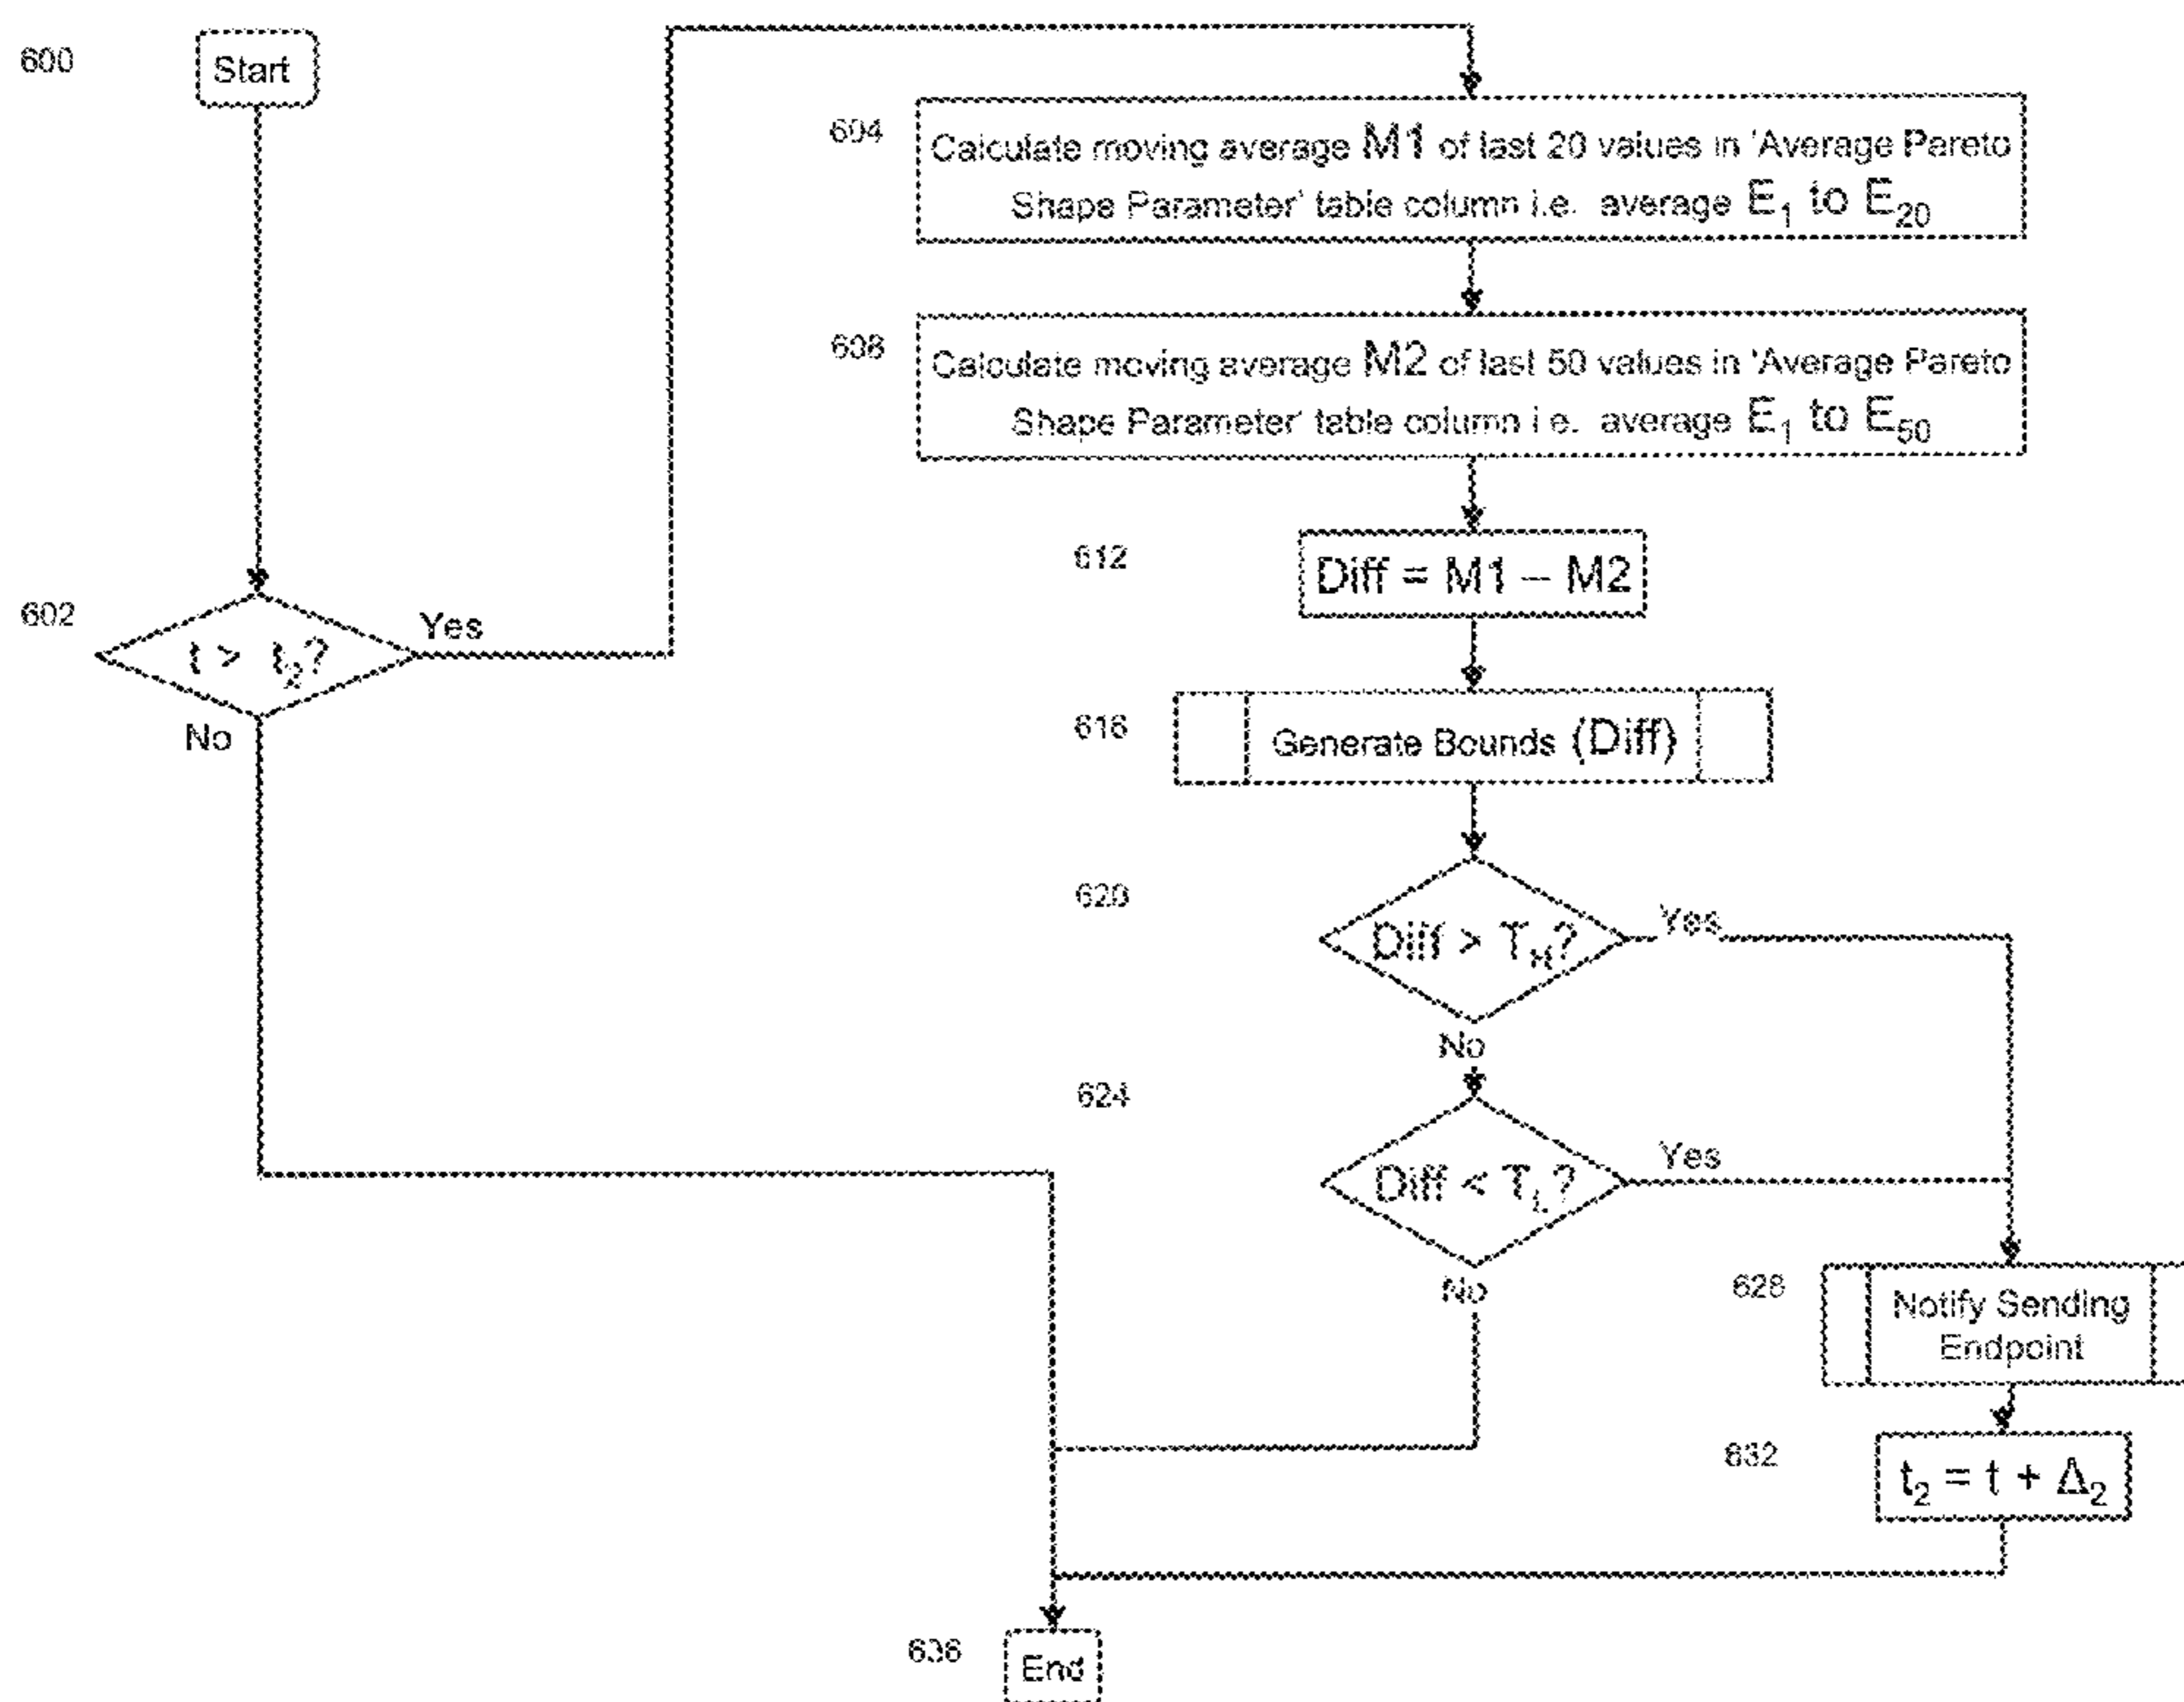 600
Start
604
Calculate moving average M1 of last 20 values in 'Average Pareto
Shape Parameter' table column i.e. average E₁ to E₂₀
608
Calculate moving average M2 of last 50 values in 'Average Pareto
Shape Parameter' table column i.e. average E₁ to E₅₀
612
Diff = M1 – M2
602
t > t₂?
Yes
No
616
Generate Bounds (Diff)
620
Diff > T_H?
Yes
No
624
Diff < T_L?
Yes
No
628
Notify Sending
Endpoint
632
t₂ = t + Δ₂
636
End